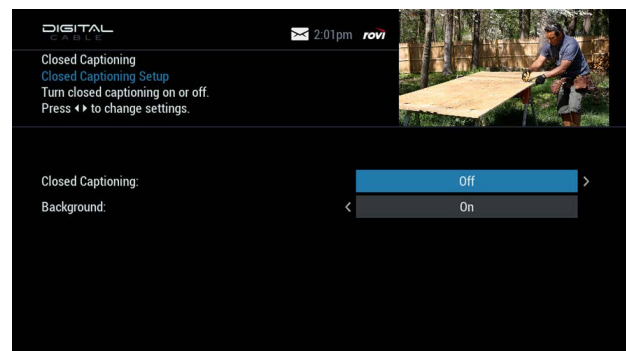 DIGITAL
CABLE
2:01pm rovi
Closed Captioning
Closed Captioning Setup
Turn closed captioning on or off.
Press to change settings.
Closed Captioning: Off
Background: On